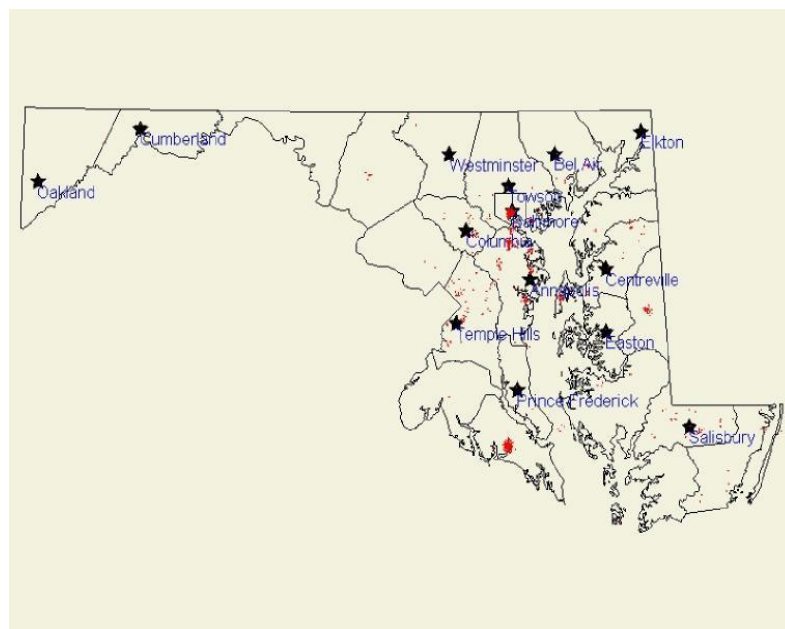 Cumberland
Oakland
Westminster
Bel Air
Elkton
Towson
Baltimore
Columbia
Centreville
Annapolis
Temple Hills
Easton
Prince Frederick
Salisbury